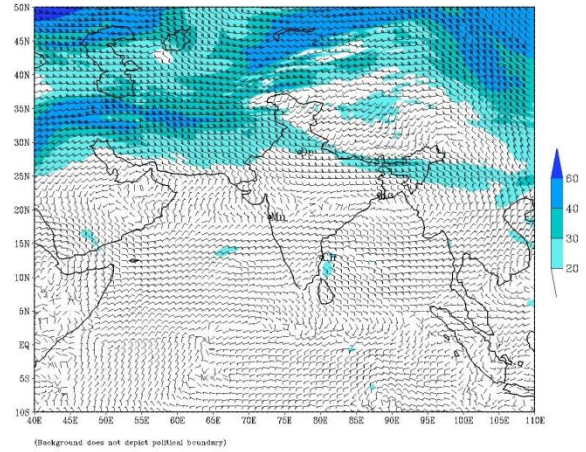 50N
45N
40N
35N
30N
25N
20N
15N
10N
5N
5S
10S
Mu
Ch
60
40
30
20
40E 45E 50E 55E 60E 65E 70E 75E 80E 85E 90E 95E 100E 105E 110E
(Background does not depict political boundary)